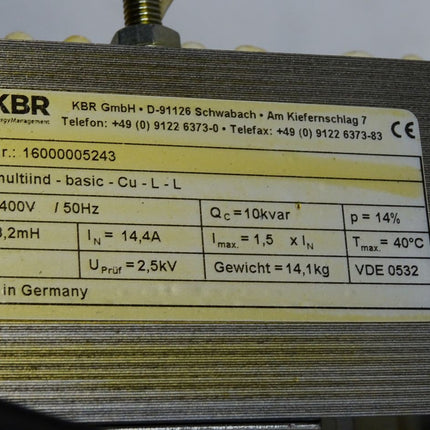 KBR
KBR GmbH • D-91126 Schwabach • Am Kiefernschlag 7
Telefon: +49 (0) 9122 6373-0 • Telefax: +49 (0) 9122 6373-83
CE
r.: 16000005243
multiind - basic - Cu - L - L
400V / 50Hz
Qc=10kvar
p = 14%
,2mH
IN = 14,4A
Imax. = 1,5 x IN
Tmax. = 40°C
UPrüf = 2,5kV
Gewicht = 14,1kg
VDE 0532
in Germany